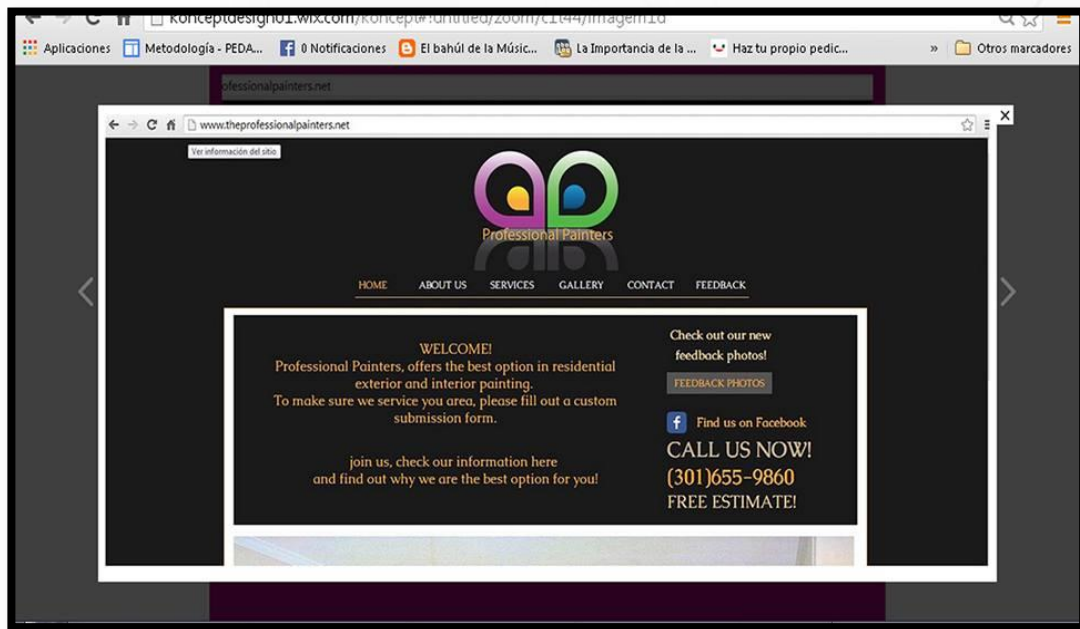 konceptdesign01.wix.com/koncept#!untitled/zoom/c1t44/imagem1d
Aplicaciones Metodología - PEDA... 0 Notificaciones El bahúl de la Músic... La Importancia de la ... Haz tu propio pedic... » Otros marcadores
ofessionalpainters.net
www.theprofessionalpainters.net
Ver información del sitio
Professional Painters
HOME ABOUT US SERVICES GALLERY CONTACT FEEDBACK
WELCOME!
Professional Painters, offers the best option in residential
exterior and interior painting.
To make sure we service you area, please fill out a custom
submission form.
join us, check our information here
and find out why we are the best option for you!
Check out our new
feedback photos!
FEEDBACK PHOTOS
Find us on Facebook
CALL US NOW!
(301)655-9860
FREE ESTIMATE!